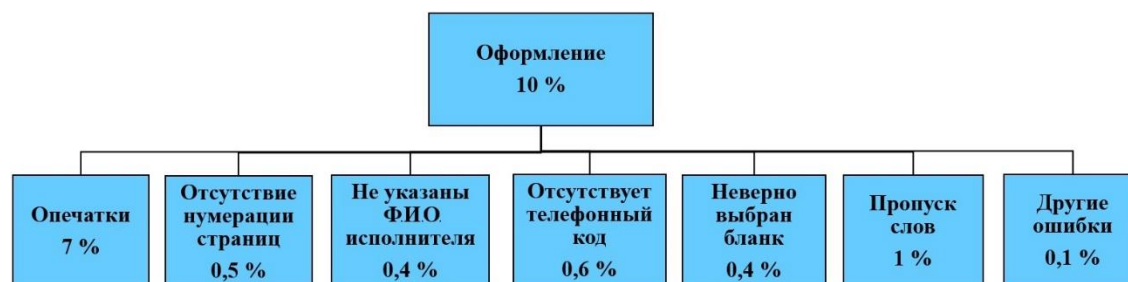 Оформление
10 %
Опечатки
7 %
Отсутствие
нумерации
страниц
0,5 %
Не указаны
Ф.И.О.
исполнителя
0,4 %
Отсутствует
телефонный
код
0,6 %
Неверно
выбран
бланк
0,4 %
Пропуск
слов
1 %
Другие
ошибки
0,1 %